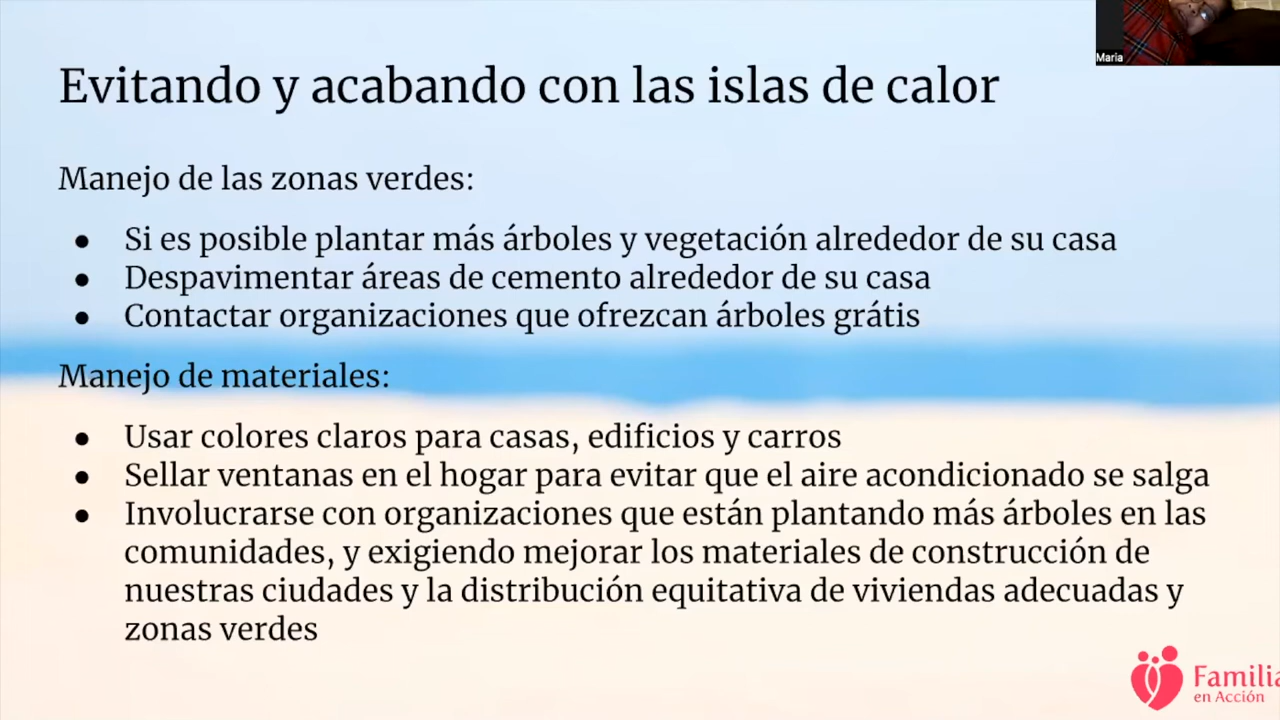 Maria
Evitando y acabando con las islas de calor
Manejo de las zonas verdes:
● Si es posible plantar más árboles y vegetación alrededor de su casa
● Despavimentar áreas de cemento alrededor de su casa
● Contactar organizaciones que ofrezcan árboles grátis
Manejo de materiales:
● Usar colores claros para casas, edificios y carros
● Sellar ventanas en el hogar para evitar que el aire acondicionado se salga
● Involucrarse con organizaciones que están plantando más árboles en las
comunidades, y exigiendo mejorar los materiales de construcción de
nuestras ciudades y la distribución equitativa de viviendas adecuadas y
zonas verdes
Familia
en Acción